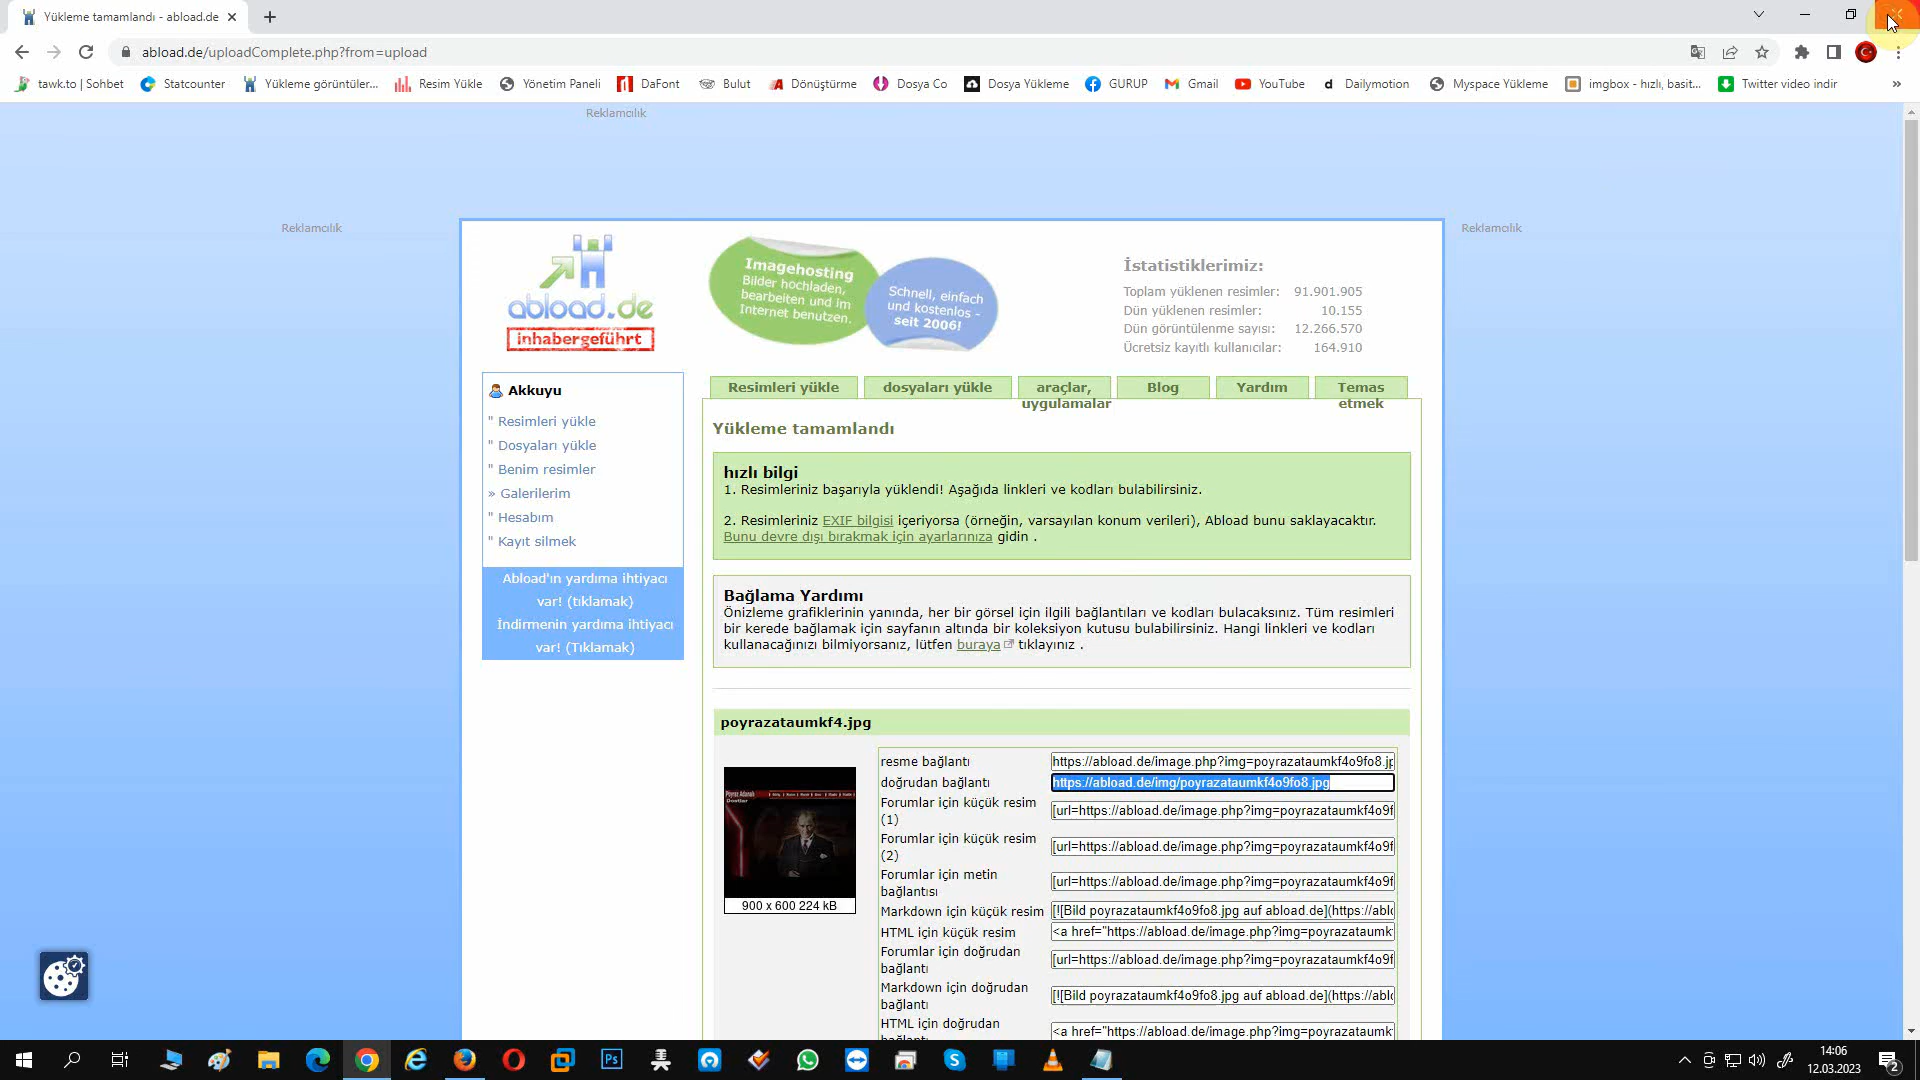 Yükleme tamamlandı - abload.de
abload.de/uploadComplete.php?from=upload
tawk.to | Sohbet
Statcounter
Yükleme görüntüler...
Resim Yükle
Yönetim Paneli
DaFont
Bulut
Dönüştürme
Dosya Co
Dosya Yükleme
GURUP
Gmail
YouTube
Dailymotion
Myspace Yükleme
imgbox - hızlı, basit...
Twitter video indir
»
Reklamcılık
Reklamcılık
Reklamcılık
abload.de
inhabergeführt
Imagehosting
Bilder hochladen,
bearbeiten und im
Internet benutzen.
Schnell, einfach
und kostenlos -
seit 2006!
İstatistiklerimiz:
Toplam yüklenen resimler: 91.901.905
Dün yüklenen resimler: 10.155
Dün görüntülenme sayısı: 12.266.570
Ücretsiz kayıtlı kullanıcılar: 164.910
Akkuyu
" Resimleri yükle
" Dosyaları yükle
" Benim resimler
» Galerilerim
" Hesabım
" Kayıt silmek
Abload'ın yardıma ihtiyacı
var! (tıklamak)
İndirmenin yardıma ihtiyacı
var! (Tıklamak)
Resimleri yükle
dosyaları yükle
araçlar,
uygulamalar
Blog
Yardım
Temas
etmek
Yükleme tamamlandı
hızlı bilgi
1. Resimleriniz başarıyla yüklendi! Aşağıda linkleri ve kodları bulabilirsiniz.
2. Resimleriniz EXIF bilgisi içeriyorsa (örneğin, varsayılan konum verileri), Abload bunu saklayacaktır.
Bunu devre dışı bırakmak için ayarlarınıza gidin .
Bağlama Yardımı
Önizleme grafiklerinin yanında, her bir görsel için ilgili bağlantıları ve kodları bulacaksınız. Tüm resimleri
bir kerede bağlamak için sayfanın altında bir koleksiyon kutusu bulabilirsiniz. Hangi linkleri ve kodları
kullanacağınızı bilmiyorsanız, lütfen buraya tıklayınız .
poyrazataumkf4.jpg
900 x 600 224 kB
resme bağlantı https://abload.de/image.php?img=poyrazataumkf4o9fo8.jp
doğrudan bağlantı https://abload.de/img/poyrazataumkf4o9fo8.jpg
Forumlar için küçük resim
(1) [url=https://abload.de/image.php?img=poyrazataumkf4o9f
Forumlar için küçük resim
(2) [url=https://abload.de/image.php?img=poyrazataumkf4o9f
Forumlar için metin
bağlantısı [url=https://abload.de/image.php?img=poyrazataumkf4o9f
Markdown için küçük resim [![Bild poyrazataumkf4o9fo8.jpg auf abload.de](https://abl
HTML için küçük resim <a href="https://abload.de/image.php?img=poyrazataumk
Forumlar için doğrudan
bağlantı [url=https://abload.de/image.php?img=poyrazataumkf4o9f
Markdown için doğrudan
bağlantı [![Bild poyrazataumkf4o9fo8.jpg auf abload.de](https://abl
HTML için doğrudan
bağlantı <a href="https://abload.de/image.php?img=poyrazataumk
14:06
12.03.2023
2